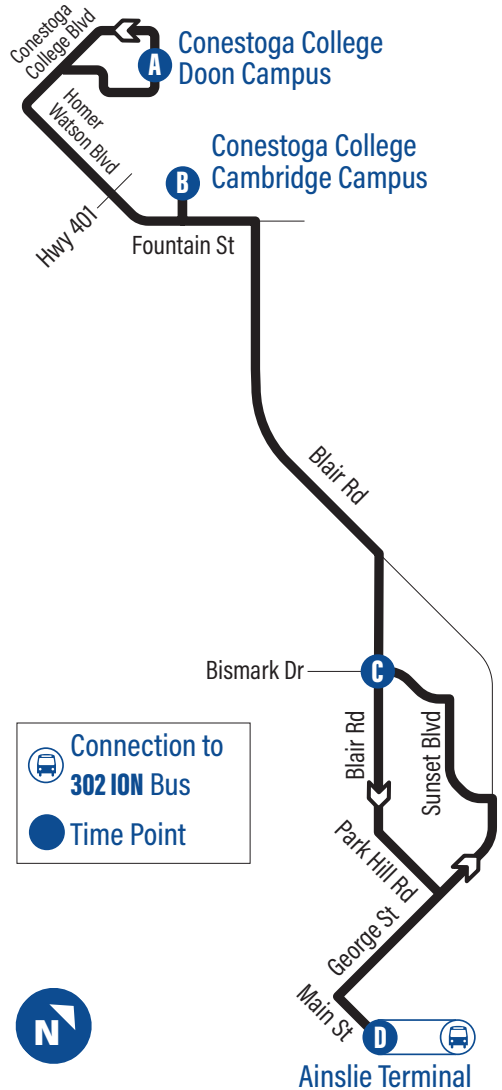 Conestoga
College Blvd
A
Conestoga College
Doon Campus
Homer
Watson Blvd
B
Conestoga College
Cambridge Campus
Hwy 401
Fountain St
Blair Rd
Bismark Dr
C
Blair Rd
Sunset Blvd
Connection to
302 ION Bus
Time Point
Park Hill Rd
George St
Main St
N
D
Ainslie Terminal